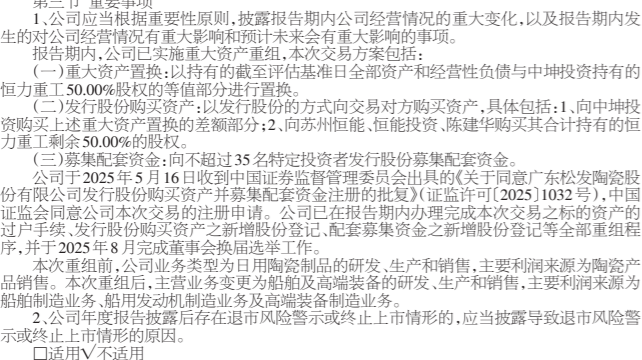 第三节 重要事项
1、公司应当根据重要性原则,披露报告期内公司经营情况的重大变化,以及报告期内发
生的对公司经营情况有重大影响和预计未来会有重大影响的事项。
报告期内,公司已实施重大资产重组,本次交易方案包括:
(一)重大资产置换:以持有的截至评估基准日全部资产和经营性负债与中坤投资持有的
恒力重工50.00%股权的等值部分进行置换。
(二)发行股份购买资产:以发行股份的方式向交易对方购买资产,具体包括:1、向中坤投
资购买上述重大资产置换的差额部分;2、向苏州恒能、恒能投资、陈建华购买其合计持有的恒
力重工剩余50.00%的股权。
(三)募集配套资金:向不超过35名特定投资者发行股份募集配套资金。
公司于2025年5月16日收到中国证券监督管理委员会出具的《关于同意广东松发陶瓷股
份有限公司发行股份购买资产并募集配套资金注册的批复》(证监许可〔2025〕1032号),中国
证监会同意公司本次交易的注册申请。公司已在报告期内办理完成本次交易之标的资产的
过户手续、发行股份购买资产之新增股份登记、配套募集资金之新增股份登记等全部重组程
序,并于2025年8月完成董事会换届选举工作。
本次重组前,公司业务类型为日用陶瓷制品的研发、生产和销售,主要利润来源为陶瓷产
品销售。本次重组后,主营业务变更为船舶及高端装备的研发、生产和销售,主要利润来源为
船舶制造业务、船用发动机制造业务及高端装备制造业务。
2、公司年度报告披露后存在退市风险警示或终止上市情形的,应当披露导致退市风险警
示或终止上市情形的原因。
□适用√不适用